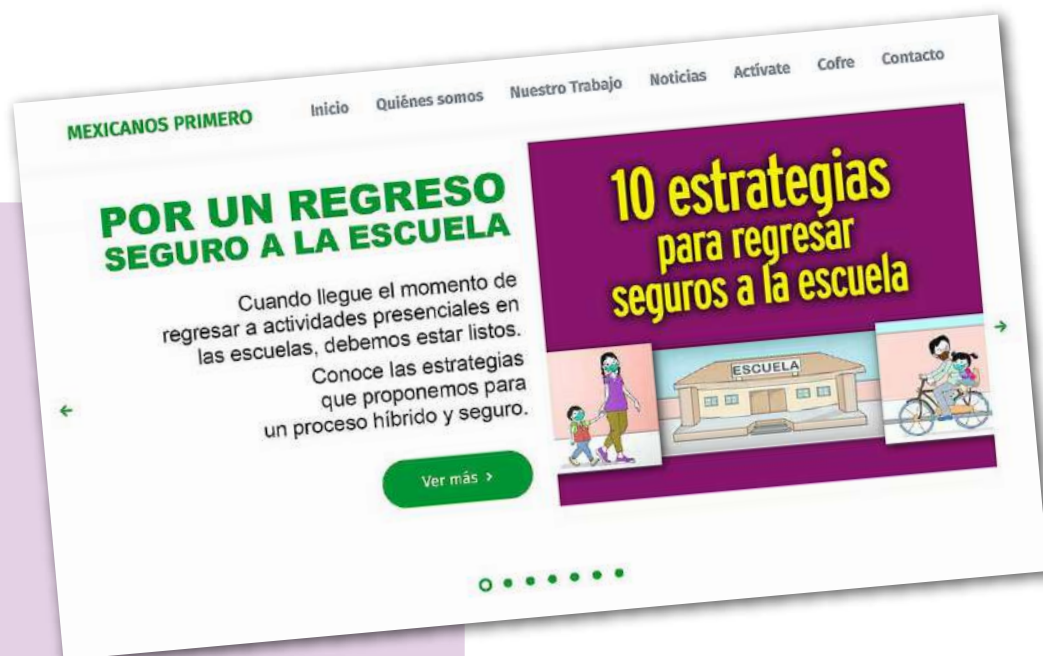 MEXICANOS PRIMERO
Inicio Quiénes somos Nuestro Trabajo Noticias Actívate Cofre Contacto
POR UN REGRESO
SEGURO A LA ESCUELA
Cuando llegue el momento de
regresar a actividades presenciales en
las escuelas, debemos estar listos.
Conoce las estrategias
que proponemos para
un proceso híbrido y seguro.
Ver más >
10 estrategias
para regresar
seguros a la escuela
ESCUELA